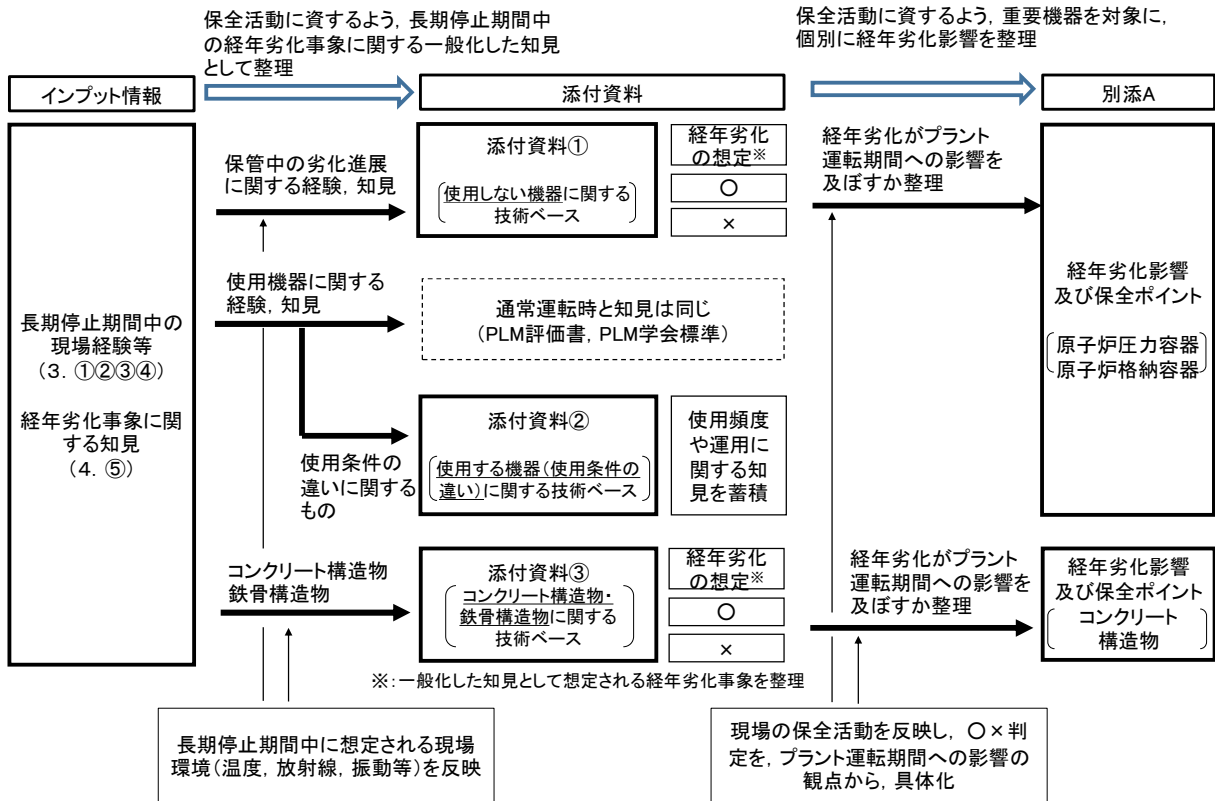 保全活動に資するよう，長期停止期間中
の経年劣化事象に関する一般化した知見
として整理
保全活動に資するよう，重要機器を対象に，
個別に経年劣化影響を整理
インプット情報
添付資料
別添A
長期停止期間中の
現場経験等
（3．①②③④）
経年劣化事象に関
する知見
（4．⑤）
保管中の劣化進展
に関する経験，知見
添付資料①
使用しない機器に関する
技術ベース
経年劣化
の想定※
○
×
経年劣化がプラント
運転期間への影響を
及ぼすか整理
使用機器に関する
経験，知見
通常運転時と知見は同じ
（PLM評価書，PLM学会標準）
経年劣化影響
及び保全ポイント
原子炉圧力容器
原子炉格納容器
使用条件の
違いに関する
もの
添付資料②
使用する機器（使用条件の
違い）に関する技術ベース
使用頻度
や運用に
関する知
見を蓄積
コンクリート構造物
鉄骨構造物
添付資料③
コンクリート構造物・
鉄骨構造物に関する
技術ベース
経年劣化
の想定※
○
×
経年劣化がプラント
運転期間への影響を
及ぼすか整理
経年劣化影響
及び保全ポイント
コンクリート
構造物
※：一般化した知見として想定される経年劣化事象を整理
長期停止期間中に想定される現場
環境（温度，放射線，振動等）を反映
現場の保全活動を反映し，○×判
定を，プラント運転期間への影響の
観点から，具体化